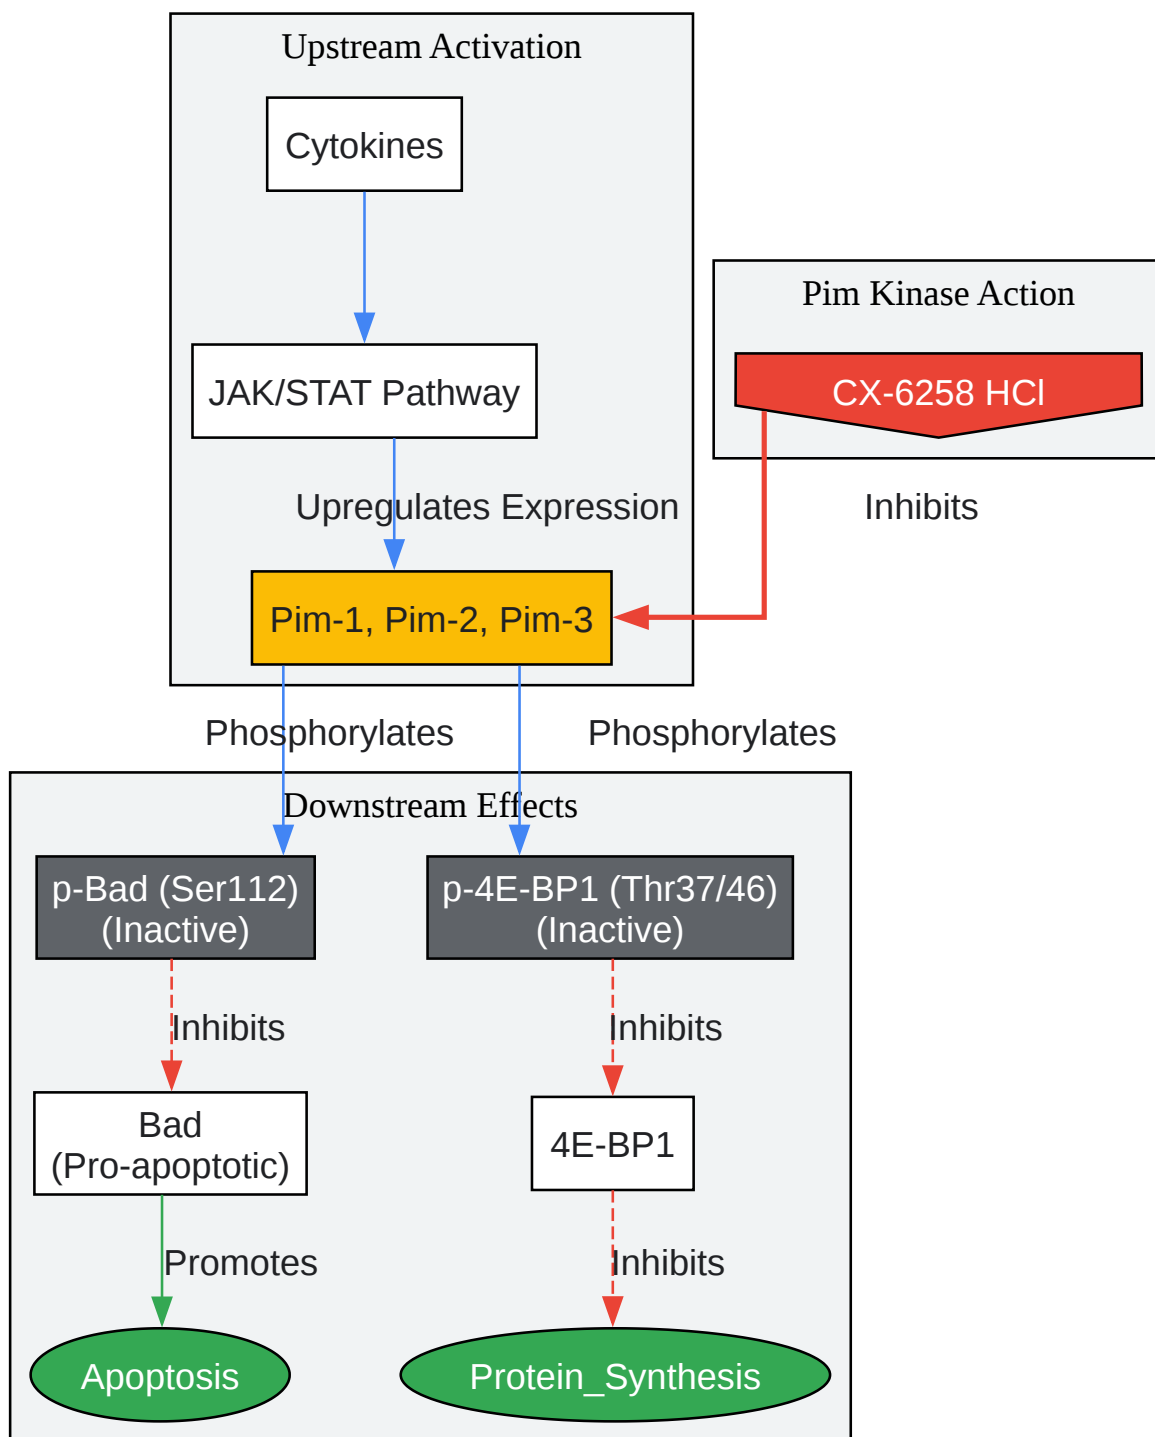 Upstream Activation
Cytokines
JAK/STAT Pathway
Upregulates Expression
Pim-1, Pim-2, Pim-3
Pim Kinase Action
CX-6258 HCl
Inhibits
Phosphorylates
Phosphorylates
Downstream Effects
p-Bad (Ser112)
(Inactive)
p-4E-BP1 (Thr37/46)
(Inactive)
Inhibits
Inhibits
Bad
(Pro-apoptotic)
4E-BP1
Promotes
Inhibits
Apoptosis
Protein_Synthesis